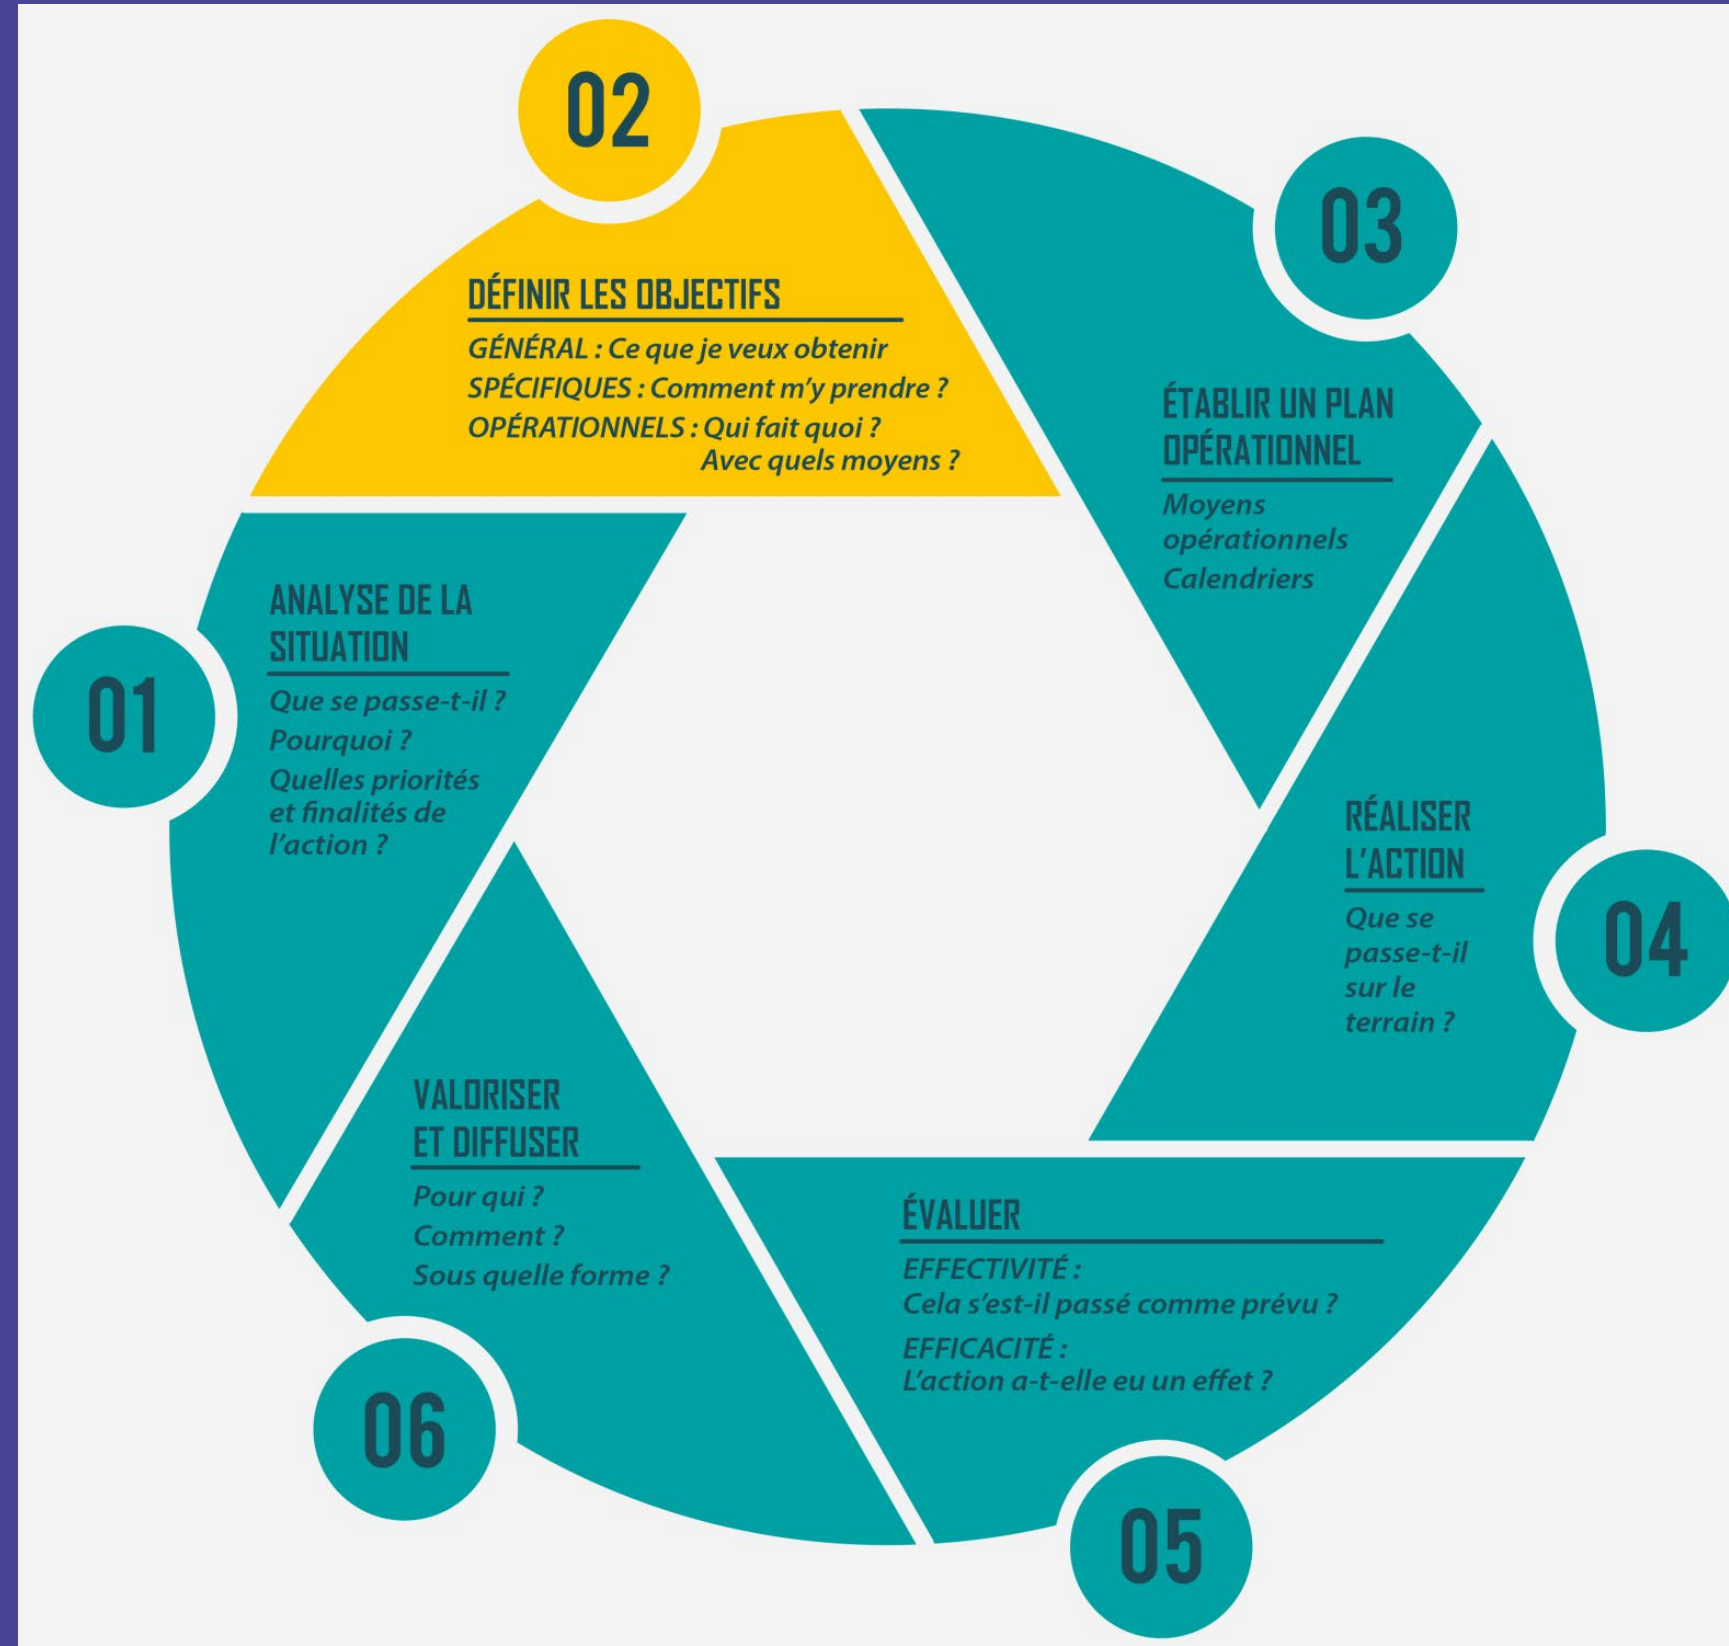 01
ANALYSE DE LA
SITUATION
Que se passe-t-il ?
Pourquoi ?
Quelles priorités
et finalités de
l'action ?
02
DÉFINIR LES OBJECTIFS
GÉNÉRAL : Ce que je veux obtenir
SPÉCIFIQUES : Comment m'y prendre ?
OPÉRATIONNELS : Qui fait quoi ?
Avec quels moyens ?
03
ÉTABLIR UN PLAN
OPÉRATIONNEL
Moyens
opérationnels
Calendriers
04
RÉALISER
L'ACTION
Que se
passe-t-il
sur le
terrain ?
05
ÉVALUER
EFFECTIVITÉ :
Cela s'est-il passé comme prévu ?
EFFICACITÉ :
L'action a-t-elle eu un effet ?
06
VALORISER
ET DIFFUSER
Pour qui ?
Comment ?
Sous quelle forme ?